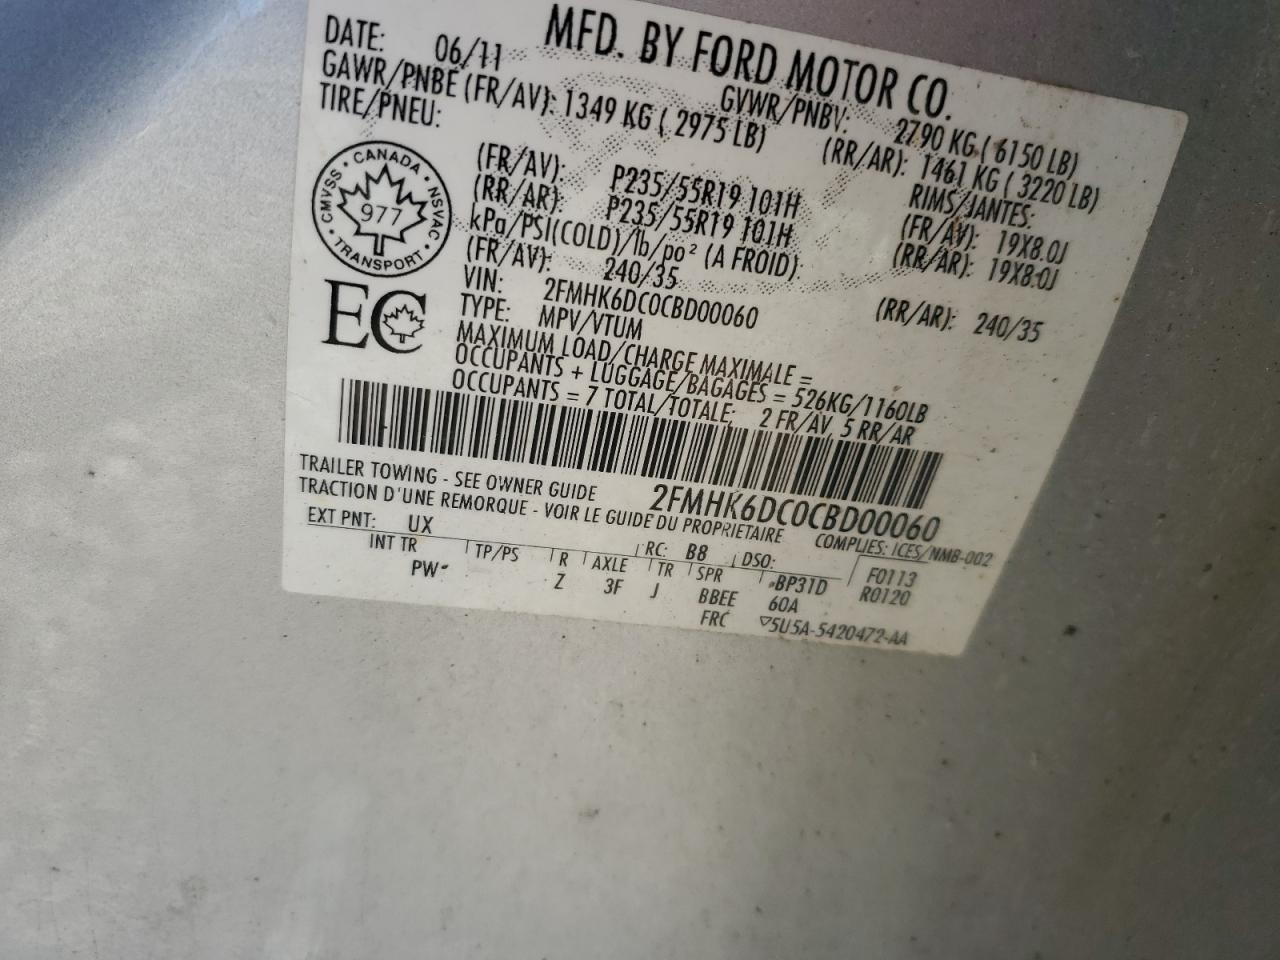 MFD. BY FORD MOTOR CO.
DATE: 06/11 GVWR/PNBV: 2790 KG ( 6150 LB)
GAWR/PNBE (FR/AV): 1349 KG ( 2975 LB) (RR/AR): 1461 KG ( 3220 LB)
TIRE/PNEU: RIMS/JANTES:
(FR/AV): P235/55R19 101H (FR/AV): 19X8.0J
(RR/AR): P235/55R19 101H (RR/AR): 19X8.0J
kPa/PSI(COLD)/lb/po² (A FROID):
(FR/AV): 240/35 (RR/AR): 240/35
CANADA · NSVAC · TRANSPORT · CMVSS ·
977
EC
VIN: 2FMHK6DC0CBD00060
TYPE: MPV/VTUM
MAXIMUM LOAD/CHARGE MAXIMALE =
OCCUPANTS + LUGGAGE/BAGAGES = 526KG/1160LB
OCCUPANTS = 7 TOTAL/TOTALE; 2 FR/AV, 5 RR/AR
2FMHK6DC0CBD00060
TRAILER TOWING - SEE OWNER GUIDE
TRACTION D'UNE REMORQUE - VOIR LE GUIDE DU PROPRIETAIRE
COMPLIES: ICES/NMB-002
EXT PNT: UX RC: B8 DSO: F0113
INT TR TP/PS R AXLE TR SPR BP31D R0120
PW Z 3F J BBEE 60A
FRC ▽5U5A-5420472-AA